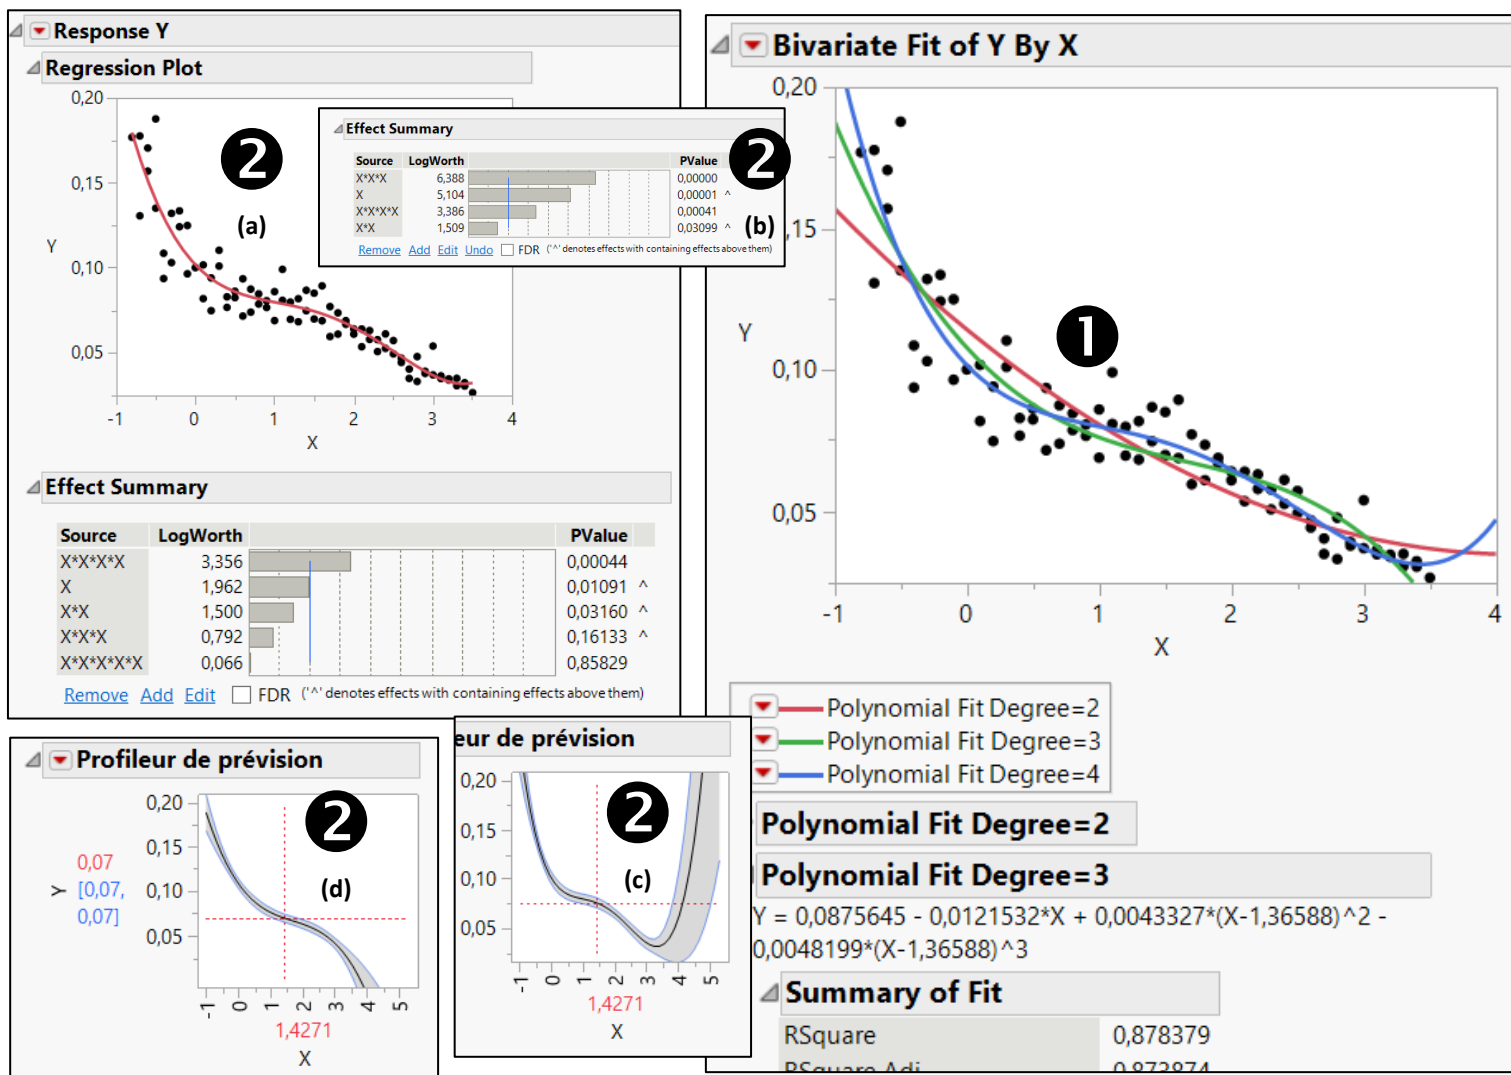 Response Y
Regression Plot
0,20
0,15
0,10
0,05
Y
-1 0 1 2 3 4
X
2
(a)
Effect Summary
Source LogWorth PValue
X*X*X 6,388 0,00000
X 5,104 0,00001 ^
X*X*X*X 3,386 0,00041
X*X 1,509 0,03099 ^
Remove Add Edit Undo FDR ('^' denotes effects with containing effects above them)
2
(b)
Effect Summary
Source LogWorth PValue
X*X*X*X 3,356 0,00044
X 1,962 0,01091 ^
X*X 1,500 0,03160 ^
X*X*X 0,792 0,16133 ^
X*X*X*X*X 0,066 0,85829
Remove Add Edit FDR ('^' denotes effects with containing effects above them)
Profileur de prévision
0,20
0,15
0,10
0,05
0,07
Y [0,07,
0,07]
2
(d)
-1 0 1 2 3 4 5
1,4271
X
eur de prévision
0,20
0,15
0,10
0,05
2
(c)
-1 0 1 2 3 4 5
1,4271
X
Bivariate Fit of Y By X
0,20
,15
0,10
0,05
Y
1
-1 0 1 2 3 4
X
Polynomial Fit Degree=2
Polynomial Fit Degree=3
Polynomial Fit Degree=4
Polynomial Fit Degree=2
Polynomial Fit Degree=3
Y = 0,0875645 - 0,0121532*X + 0,0043327*(X-1,36588)^2 -
0,0048199*(X-1,36588)^3
Summary of Fit
RSquare 0,878379
RSquare Adj 0,873874